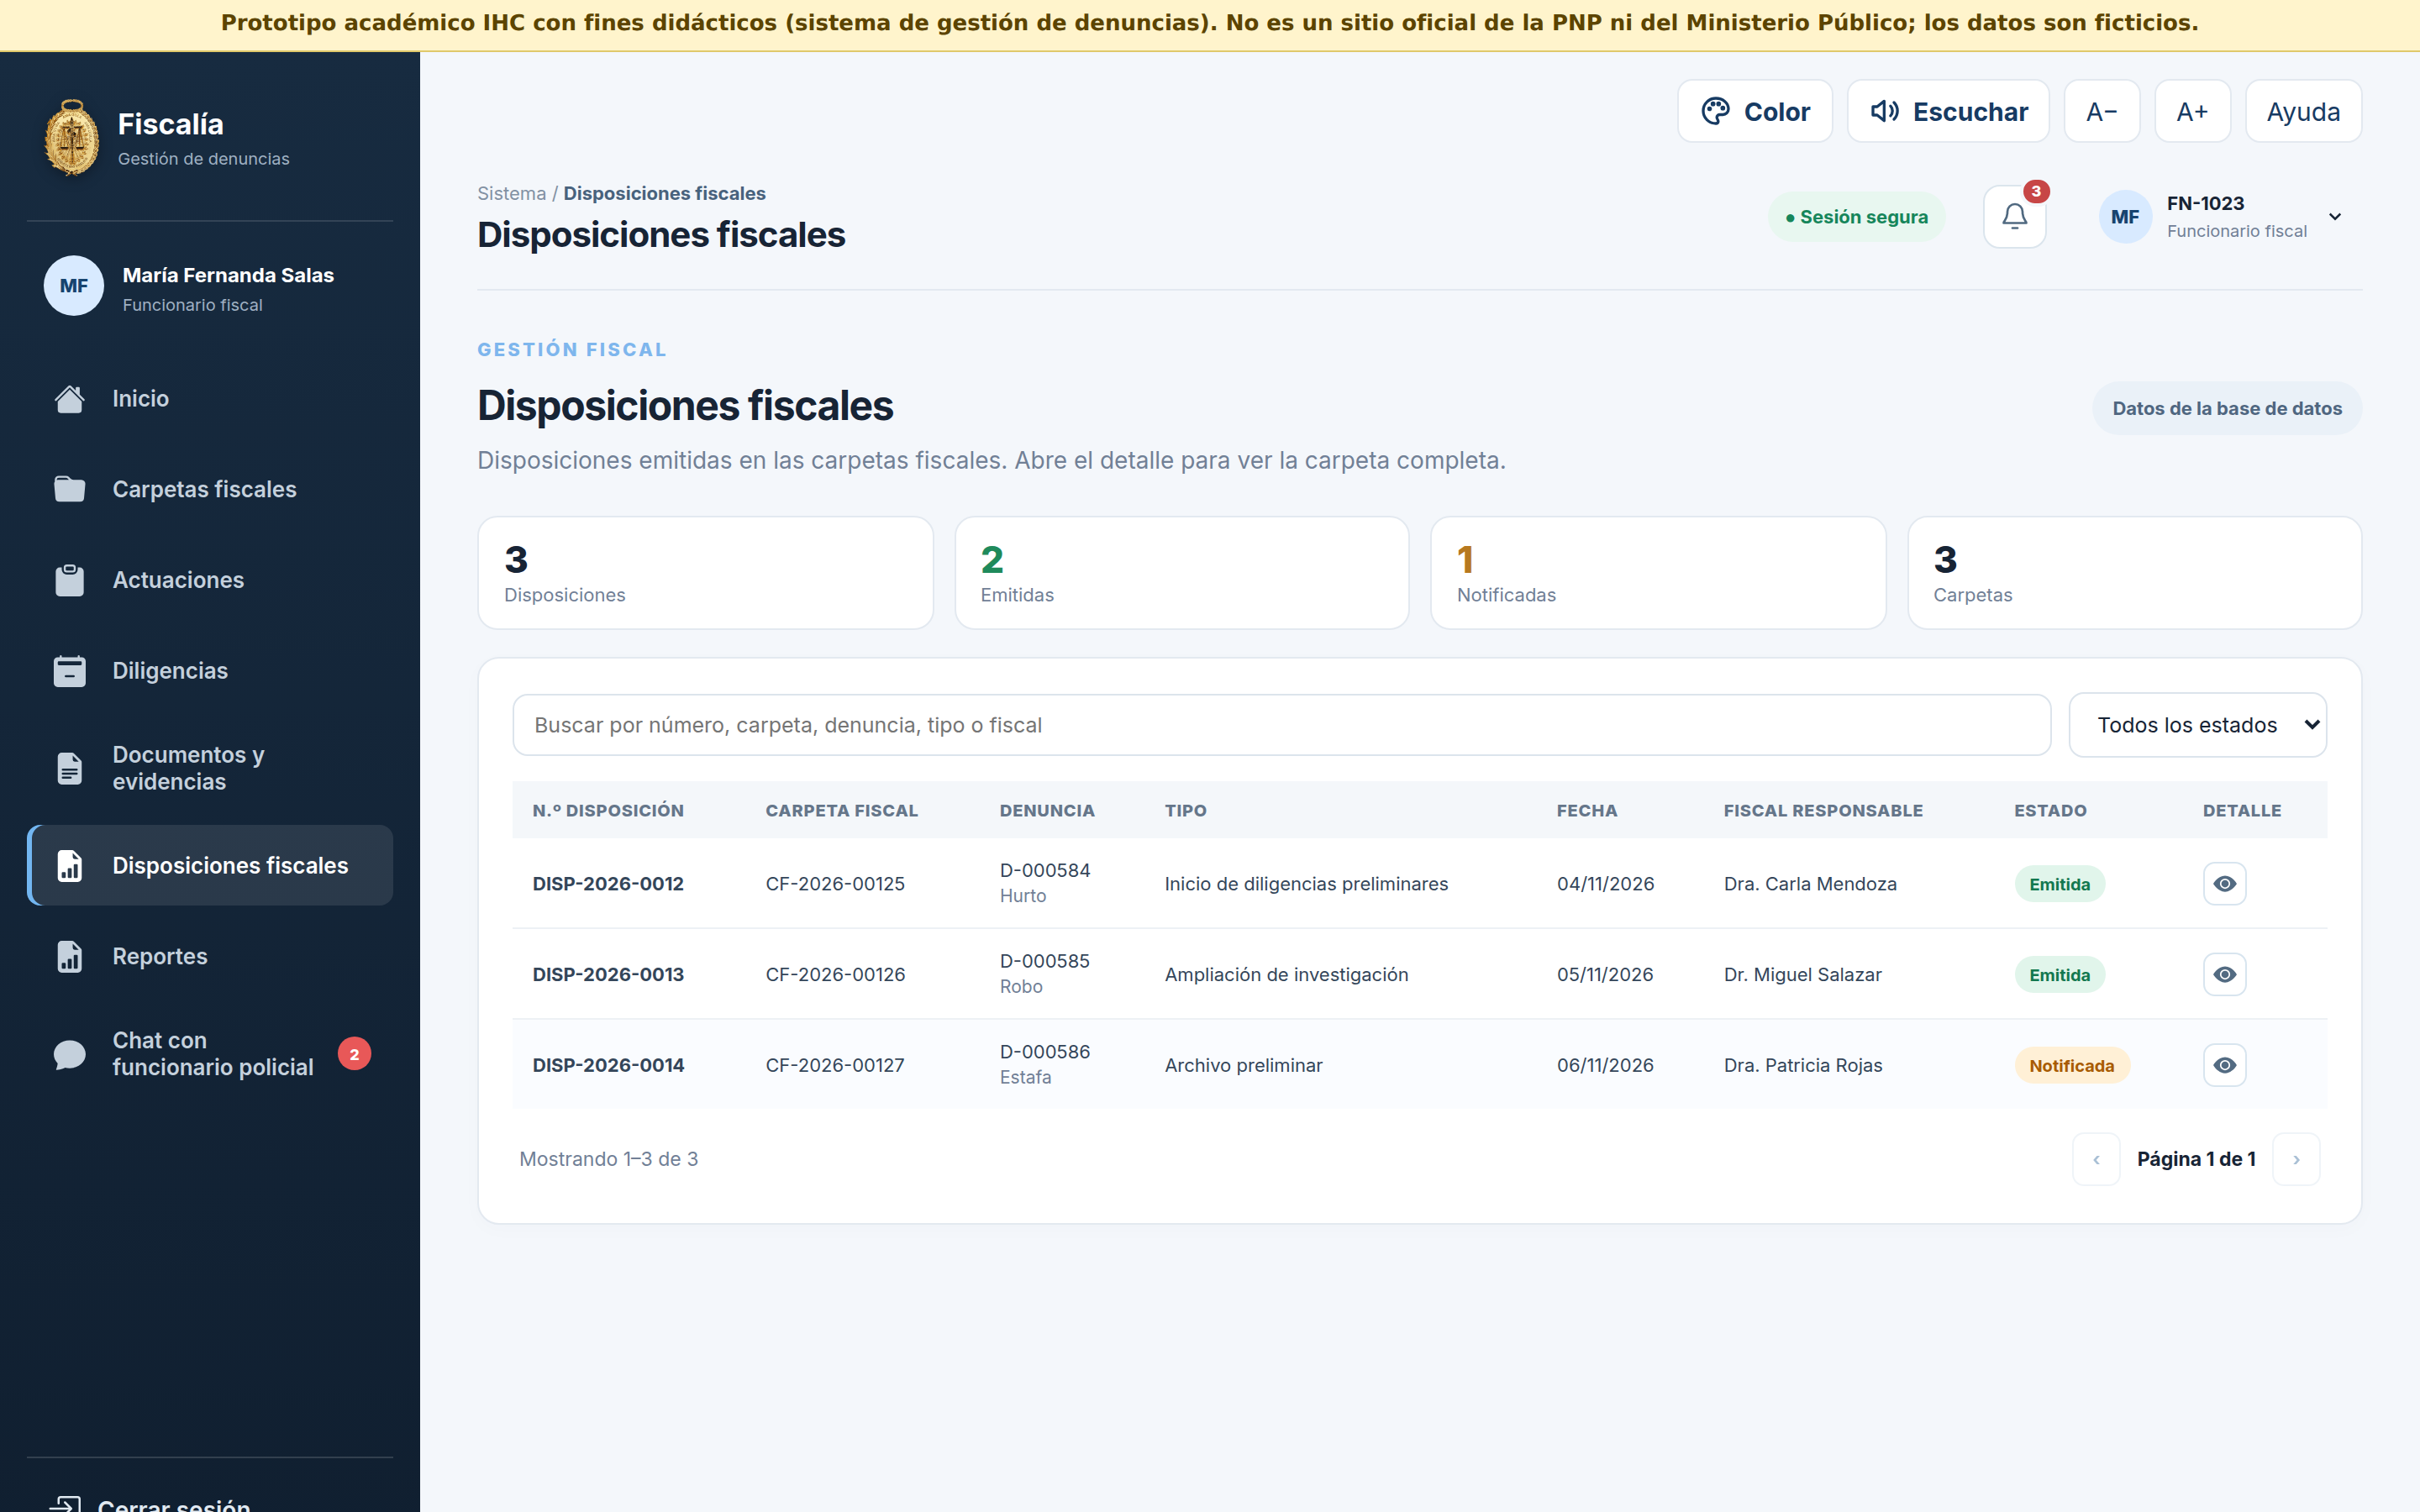 Prototipo académico IHC con fines didácticos (sistema de gestión de denuncias). No es un sitio oficial de la PNP ni del Ministerio Público; los datos son ficticios.
Fiscalía
Gestión de denuncias
MF
María Fernanda Salas
Funcionario fiscal
Inicio
Carpetas fiscales
Actuaciones
Diligencias
Documentos y
evidencias
Disposiciones fiscales
Reportes
Chat con
funcionario policial
2
Cerrar sesión
Color
Escuchar
A−
A+
Ayuda
Sistema / Disposiciones fiscales
Disposiciones fiscales
● Sesión segura
3
MF
FN-1023
Funcionario fiscal
GESTIÓN FISCAL
Disposiciones fiscales
Datos de la base de datos
Disposiciones emitidas en las carpetas fiscales. Abre el detalle para ver la carpeta completa.
3
Disposiciones
2
Emitidas
1
Notificadas
3
Carpetas
Buscar por número, carpeta, denuncia, tipo o fiscal
Todos los estados
N.º DISPOSICIÓN CARPETA FISCAL DENUNCIA TIPO FECHA FISCAL RESPONSABLE ESTADO DETALLE
DISP-2026-0012 CF-2026-00125 D-000584 Inicio de diligencias preliminares 04/11/2026 Dra. Carla Mendoza Emitida
Hurto
DISP-2026-0013 CF-2026-00126 D-000585 Ampliación de investigación 05/11/2026 Dr. Miguel Salazar Emitida
Robo
DISP-2026-0014 CF-2026-00127 D-000586 Archivo preliminar 06/11/2026 Dra. Patricia Rojas Notificada
Estafa
Mostrando 1–3 de 3
‹ Página 1 de 1 ›